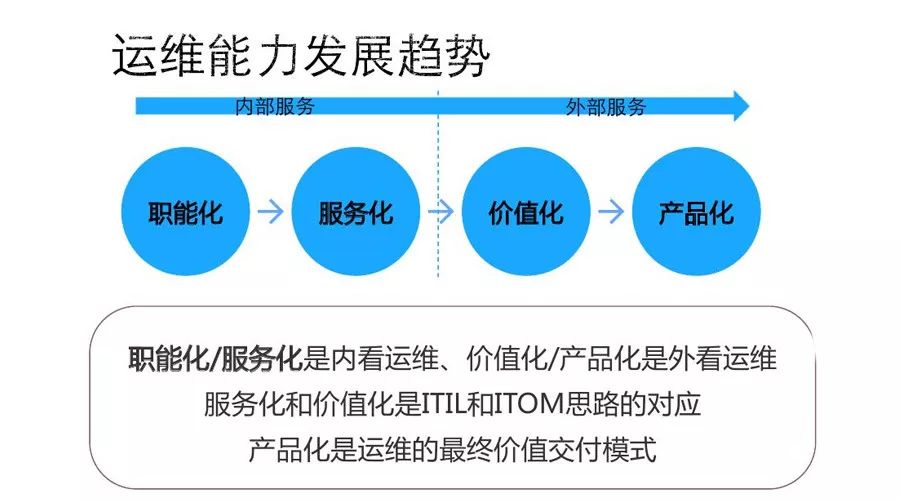 运维能力发展趋势
内部服务
外部服务
职能化
服务化
价值化
产品化
职能化/服务化是内看运维、价值化/产品化是外看运维
服务化和价值化是ITIL和ITOM思路的对应
产品化是运维的最终价值交付模式